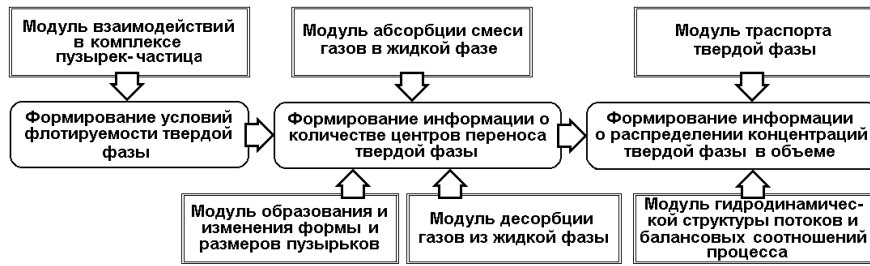 Модуль взаимодействий
в комплексе
пузырек-частица
Модуль абсорбции смеси
газов в жидкой фазе
Модуль траспорта
твердой фазы
Формирование условий
флотируемости твердой
фазы
Формирование информации о
количестве центров переноса
твердой фазы
Формирование информации
о распределении концентраций
твердой фазы в объеме
Модуль образования и
изменения формы и
размеров пузырьков
Модуль десорбции
газов из жидкой фазы
Модуль гидродинамичес-
кой структуры потоков и
балансовых соотношений
процесса